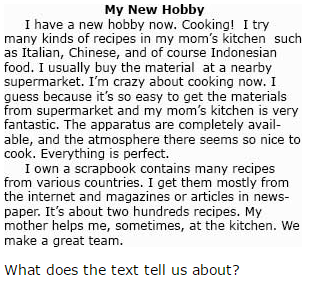 My New Hobby
I have a new hobby now. Cooking!  I try
many kinds of recipes in my mom's kitchen  such
as Italian, Chinese, and of course Indonesian
food. I usually buy the material  at a nearby
supermarket. I'm crazy about cooking now. I
guess because it's so easy to get the materials
from supermarket and my mom's kitchen is very
fantastic. The apparatus are completely avail-
able, and the atmosphere there seems so nice to
cook. Everything is perfect.
I own a scrapbook contains many recipes
from various countries. I get them mostly from
the internet and magazines or articles in news-
paper. It's about two hundreds recipes. My
mother helps me, sometimes, at the kitchen. We
make a great team.
What does the text tell us about?